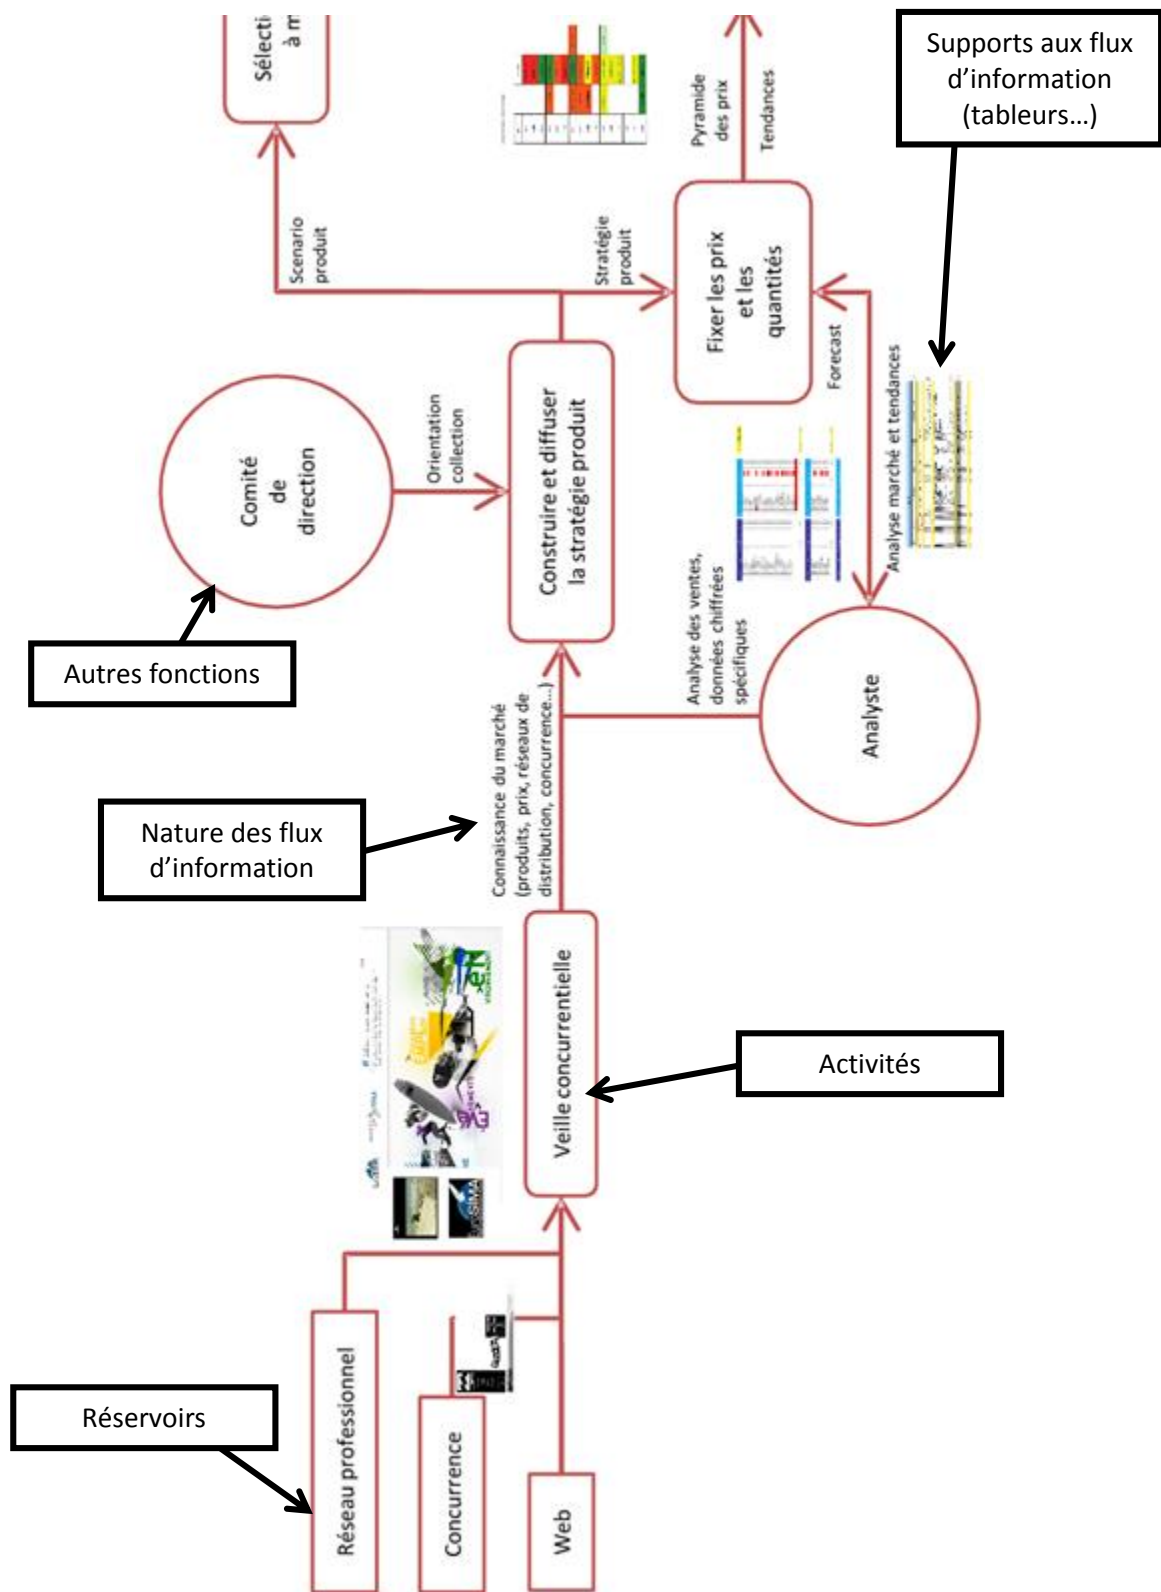 Supports aux flux
d’information
(tableurs…)
Autres fonctions
Nature des flux
d’information
Activités
Réservoirs
Réseau professionnel
Concurrence
Web
Veille concurrentielle
Connaissance du marché
(produits, prix, réseaux de
distribution, concurrence…)
Analyste
Analyse des ventes,
données chiffrées
spécifiques
Comité
de
direction
Orientation
collection
Construire et diffuser
la stratégie produit
Analyse marché et tendances
Forecast
Fixer les prix
et les
quantités
Scenario
produit
Stratégie
produit
Pyramide
des prix
Tendances
Sélecti
à m